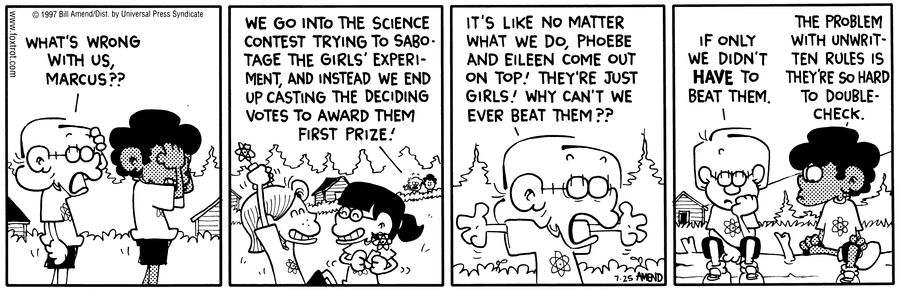 © 1997 Bill Amend/Dist. by Universal Press Syndicate
www.foxtrot.com
WHAT'S WRONG
WITH US,
MARCUS??
WE GO INTO THE SCIENCE
CONTEST TRYING TO SABO-
TAGE THE GIRLS' EXPERI-
MENT, AND INSTEAD WE END
UP CASTING THE DECIDING
VOTES TO AWARD THEM
FIRST PRIZE!
IT'S LIKE NO MATTER
WHAT WE DO, PHOEBE
AND EILEEN COME OUT
ON TOP! THEY'RE JUST
GIRLS! WHY CAN'T WE
EVER BEAT THEM??
7-25 AMEND
IF ONLY
WE DIDN'T
HAVE TO
BEAT THEM.
THE PROBLEM
WITH UNWRIT-
TEN RULES IS
THEY'RE SO HARD
TO DOUBLE-
CHECK.